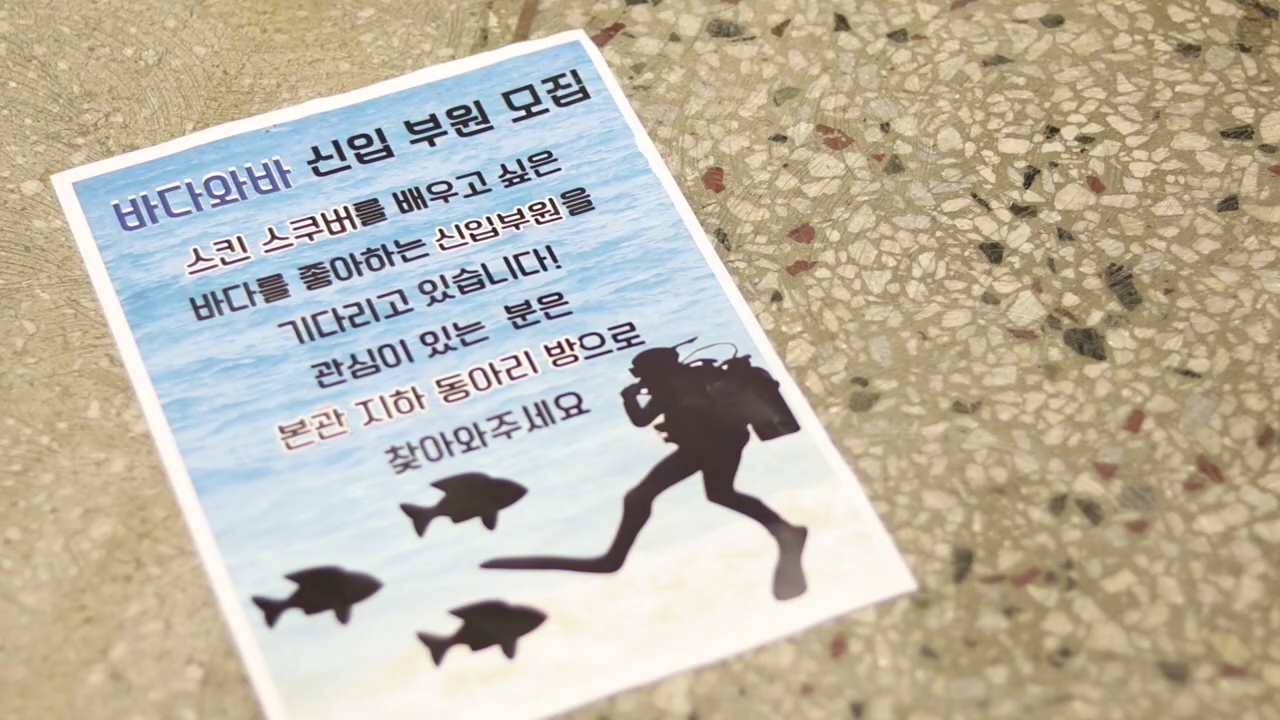 바다와바 신입 부원 모집
스킨 스쿠버를 배우고 싶은
바다를 좋아하는 신입부원을
기다리고 있습니다!
관심이 있는 분은
본관 지하 동아리 방으로
찾아와주세요